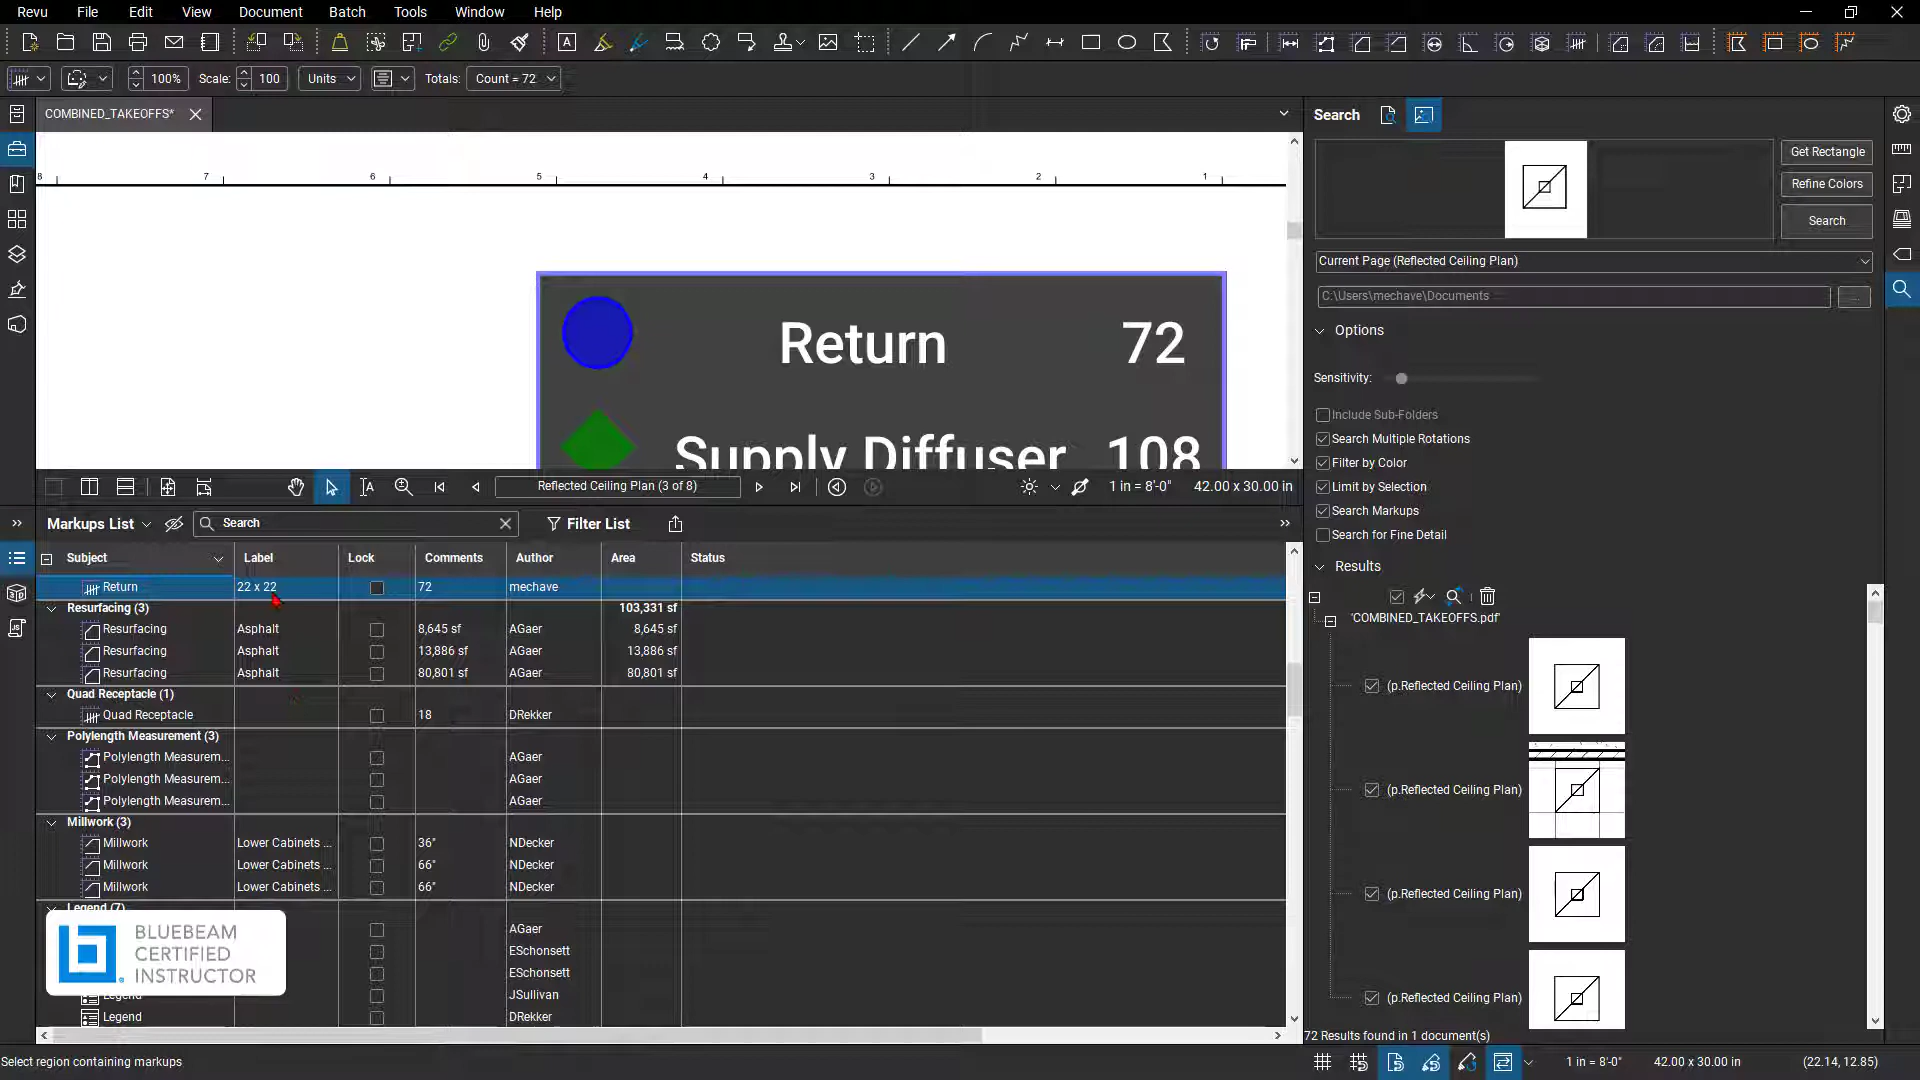 Revu File Edit View Document Batch Tools Window Help
100% Scale: 100 Units Totals: Count = 72
COMBINED_TAKEOFFS*
8 7 6 5 4 3 2 1
Return 72
Supply Diffuser 108
Reflected Ceiling Plan (3 of 8) 1 in = 8'-0" 42.00 x 30.00 in
Markups List Search Filter List
Subject Label Lock Comments Author Area Status
Return 22 x 22 72 mechave
Resurfacing (3) 103,331 sf
Resurfacing Asphalt 8,645 sf AGaer 8,645 sf
Resurfacing Asphalt 13,886 sf AGaer 13,886 sf
Resurfacing Asphalt 80,801 sf AGaer 80,801 sf
Quad Receptacle (1)
Quad Receptacle 18 DRekker
Polylength Measurement (3)
Polylength Measurem... AGaer
Polylength Measurem... AGaer
Polylength Measurem... AGaer
Millwork (3)
Millwork Lower Cabinets ... 36" NDecker
Millwork Lower Cabinets ... 66" NDecker
Millwork Lower Cabinets ... 66" NDecker
Legend (7)
AGaer
ESchonsett
ESchonsett
Legend JSullivan
Legend DRekker
BLUEBEAM
CERTIFIED
INSTRUCTOR
Search
Get Rectangle
Refine Colors
Search
Current Page (Reflected Ceiling Plan)
C:\Users\mechave\Documents ...
Options
Sensitivity:
Include Sub-Folders
Search Multiple Rotations
Filter by Color
Limit by Selection
Search Markups
Search for Fine Detail
Results
'COMBINED_TAKEOFFS.pdf'
(p.Reflected Ceiling Plan)
(p.Reflected Ceiling Plan)
(p.Reflected Ceiling Plan)
(p.Reflected Ceiling Plan)
72 Results found in 1 document(s)
Select region containing markups 1 in = 8'-0" 42.00 x 30.00 in (22.14, 12.85)